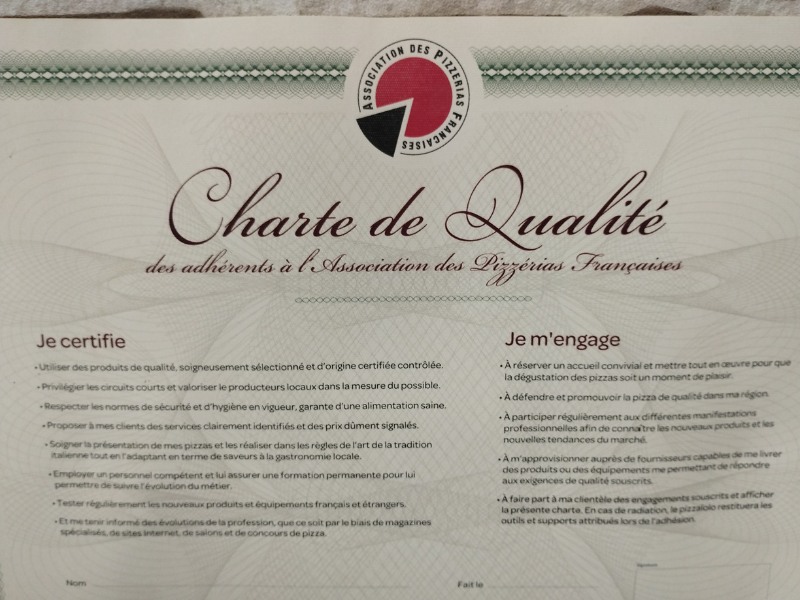 ASSOCIATION DES PIZZERIAS FRANÇAISES
Charte de Qualité
des adhérents à l'Association des Pizzérias Françaises
Je certifie
• Utiliser des produits de qualité, soigneusement sélectionné et d'origine certifiée contrôlée.
• Privilégier les circuits courts et valoriser le producteurs locaux dans la mesure du possible.
• Respecter les normes de sécurité et d'hygiène en vigueur, garante d'une alimentation saine.
• Proposer à mes clients des services clairement identifiés et des prix dûment signalés.
• Soigner la présentation de mes pizzas et les réaliser dans les règles de l'art de la tradition
italienne tout en l'adaptant en terme de saveurs à la gastronomie locale.
• Employer un personnel compétent et lui assurer une formation permanente pour lui
permettre de suivre l'évolution du métier.
• Tester régulièrement les nouveaux produits et équipements français et étrangers.
• Et me tenir informé des évolutions de la profession, que ce soit par le biais de magazines
spécialisés, de sites Internet, de salons et de concours de pizza.
Je m'engage
• À réserver un accueil convivial et mettre tout en œuvre pour que
la dégustation des pizzas soit un moment de plaisir.
• À défendre et promouvoir la pizza de qualité dans ma région.
• À participer régulièrement aux différentes manifestations
professionnelles afin de connaître les nouveaux produits et les
nouvelles tendances du marché.
• À m'approvisionner auprès de fournisseurs capables de me livrer
des produits ou des équipements me permettant de répondre
aux exigences de qualité souscrits.
• À faire part à ma clientèle des engagements souscrits et afficher
la présente charte. En cas de radiation, le pizzaïolo restituera les
outils et supports attribués lors de l'adhésion.
Nom
Fait le
Signature